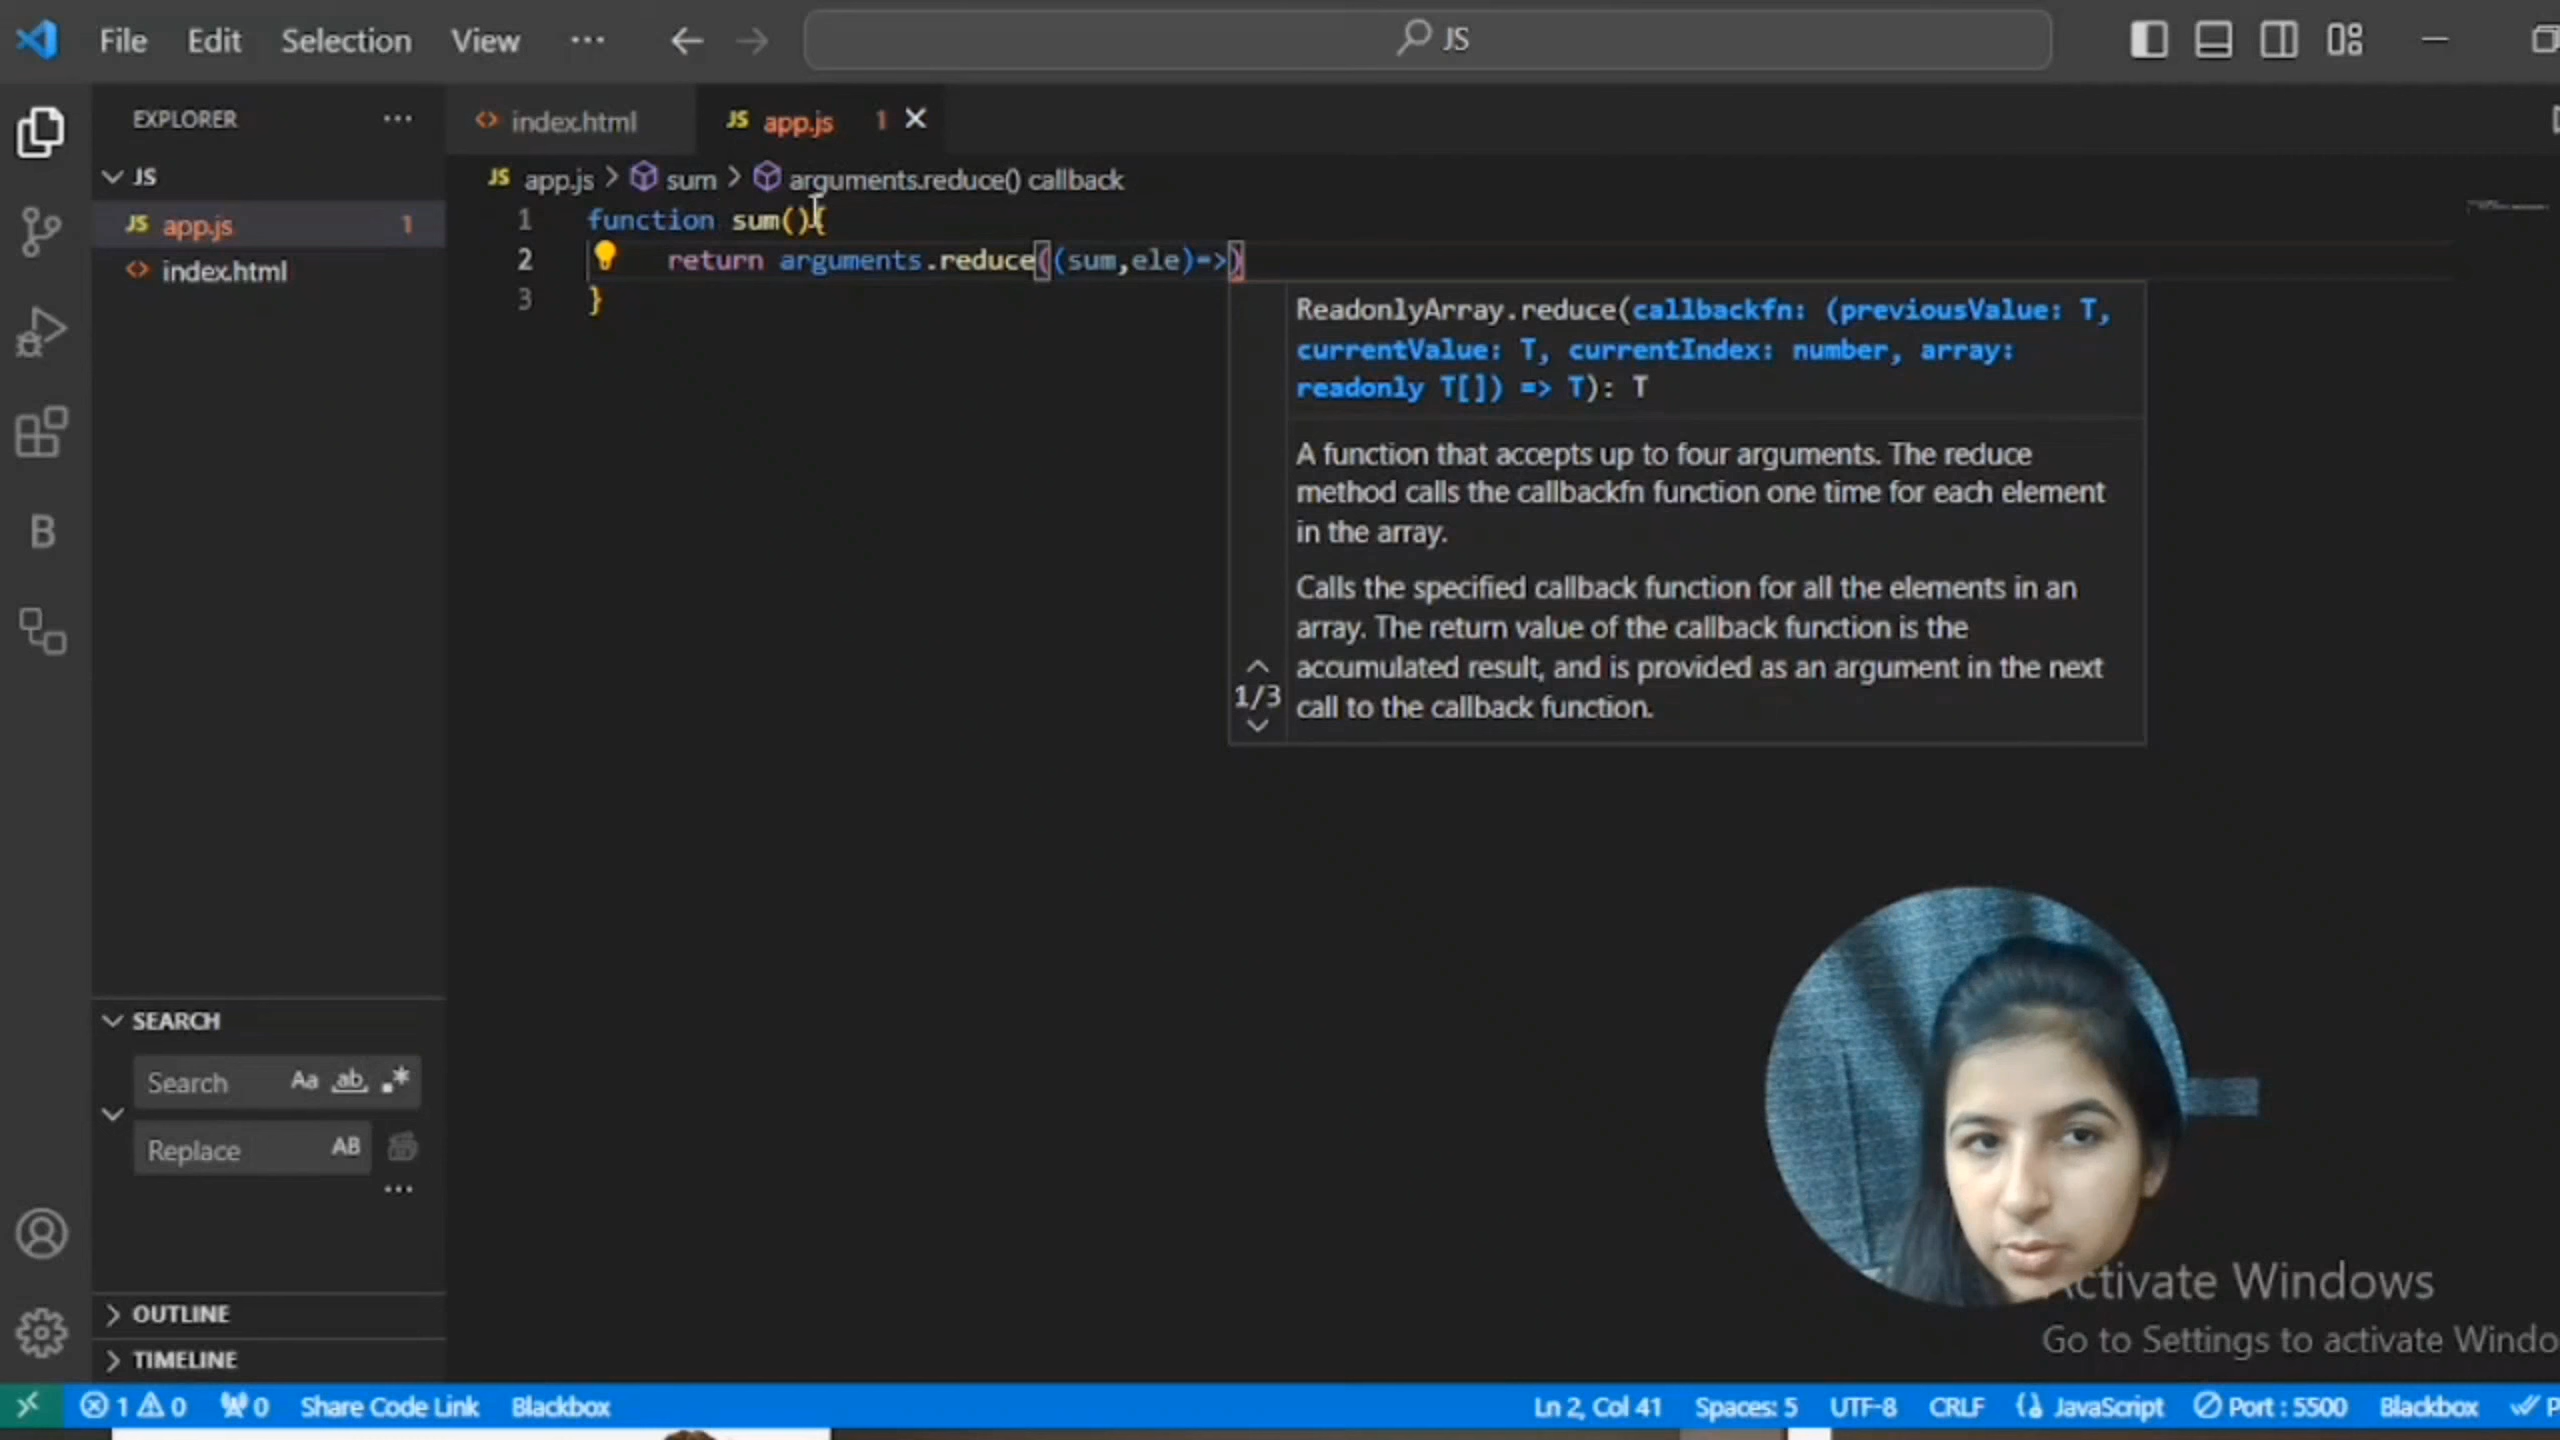 File Edit Selection View ... JS
EXPLORER ...
JS
JS app.js 1
index.html
index.html
JS app.js 1
JS app.js > sum > arguments.reduce() callback
1 function sum(){
2 return arguments.reduce((sum,ele)=>)
3 }
ReadonlyArray.reduce(callbackfn: (previousValue: T,
currentValue: T, currentIndex: number, array:
readonly T[]) => T): T
A function that accepts up to four arguments. The reduce
method calls the callbackfn function one time for each element
in the array.
Calls the specified callback function for all the elements in an
array. The return value of the callback function is the
accumulated result, and is provided as an argument in the next
call to the callback function.
1/3
B
SEARCH
Search Aa ab .*
Replace AB
...
OUTLINE
TIMELINE
ctivate Windows
Go to Settings to activate Windo
1 0 0 Share Code Link Blackbox Ln 2, Col 41 Spaces: 5 UTF-8 CRLF JavaScript Port : 5500 Blackbox P